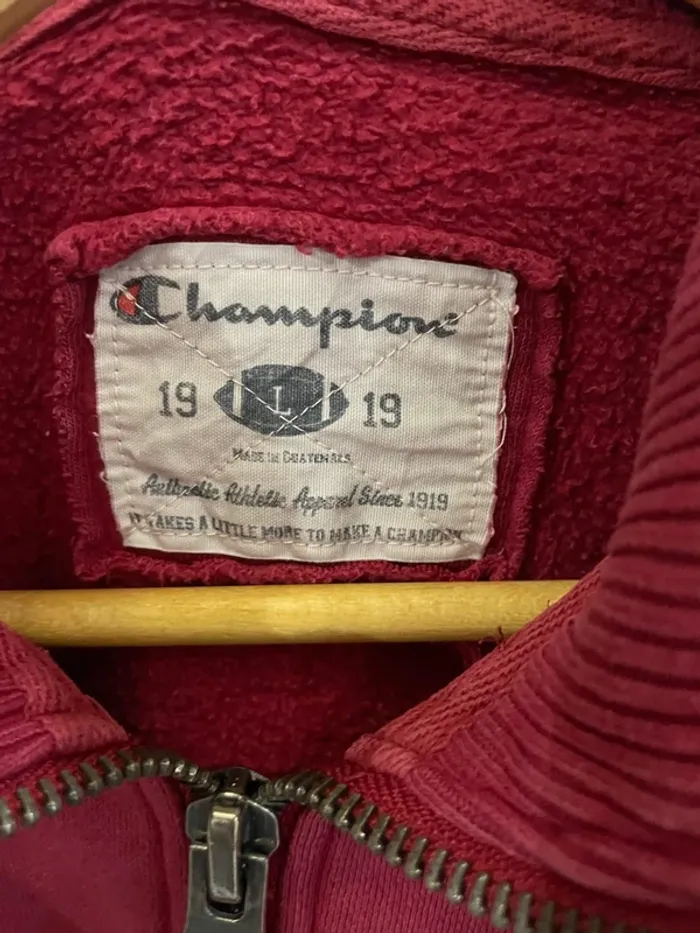 Champion
19 L 19
MADE IN GUATEMALA
Authentic Athletic Apparel Since 1919
IT TAKES A LITTLE MORE TO MAKE A CHAMPION